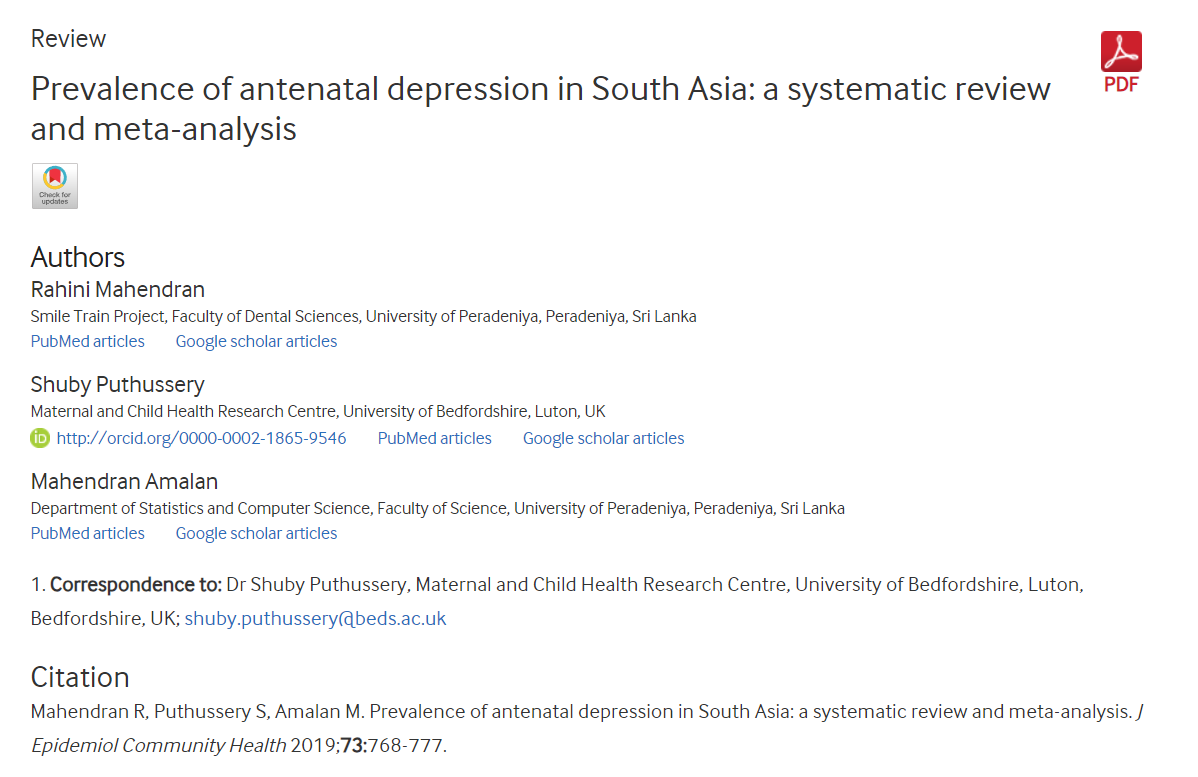 Review
PDF
Prevalence of antenatal depression in South Asia: a systematic review
and meta-analysis
Check for
updates
Authors
Rahini Mahendran
Smile Train Project, Faculty of Dental Sciences, University of Peradeniya, Peradeniya, Sri Lanka
PubMed articles Google scholar articles
Shuby Puthussery
Maternal and Child Health Research Centre, University of Bedfordshire, Luton, UK
iD http://orcid.org/0000-0002-1865-9546 PubMed articles Google scholar articles
Mahendran Amalan
Department of Statistics and Computer Science, Faculty of Science, University of Peradeniya, Peradeniya, Sri Lanka
PubMed articles Google scholar articles
1. Correspondence to: Dr Shuby Puthussery, Maternal and Child Health Research Centre, University of Bedfordshire, Luton,
Bedfordshire, UK; shuby.puthussery@beds.ac.uk
Citation
Mahendran R, Puthussery S, Amalan M. Prevalence of antenatal depression in South Asia: a systematic review and meta-analysis. J
Epidemiol Community Health 2019;73:768-777.